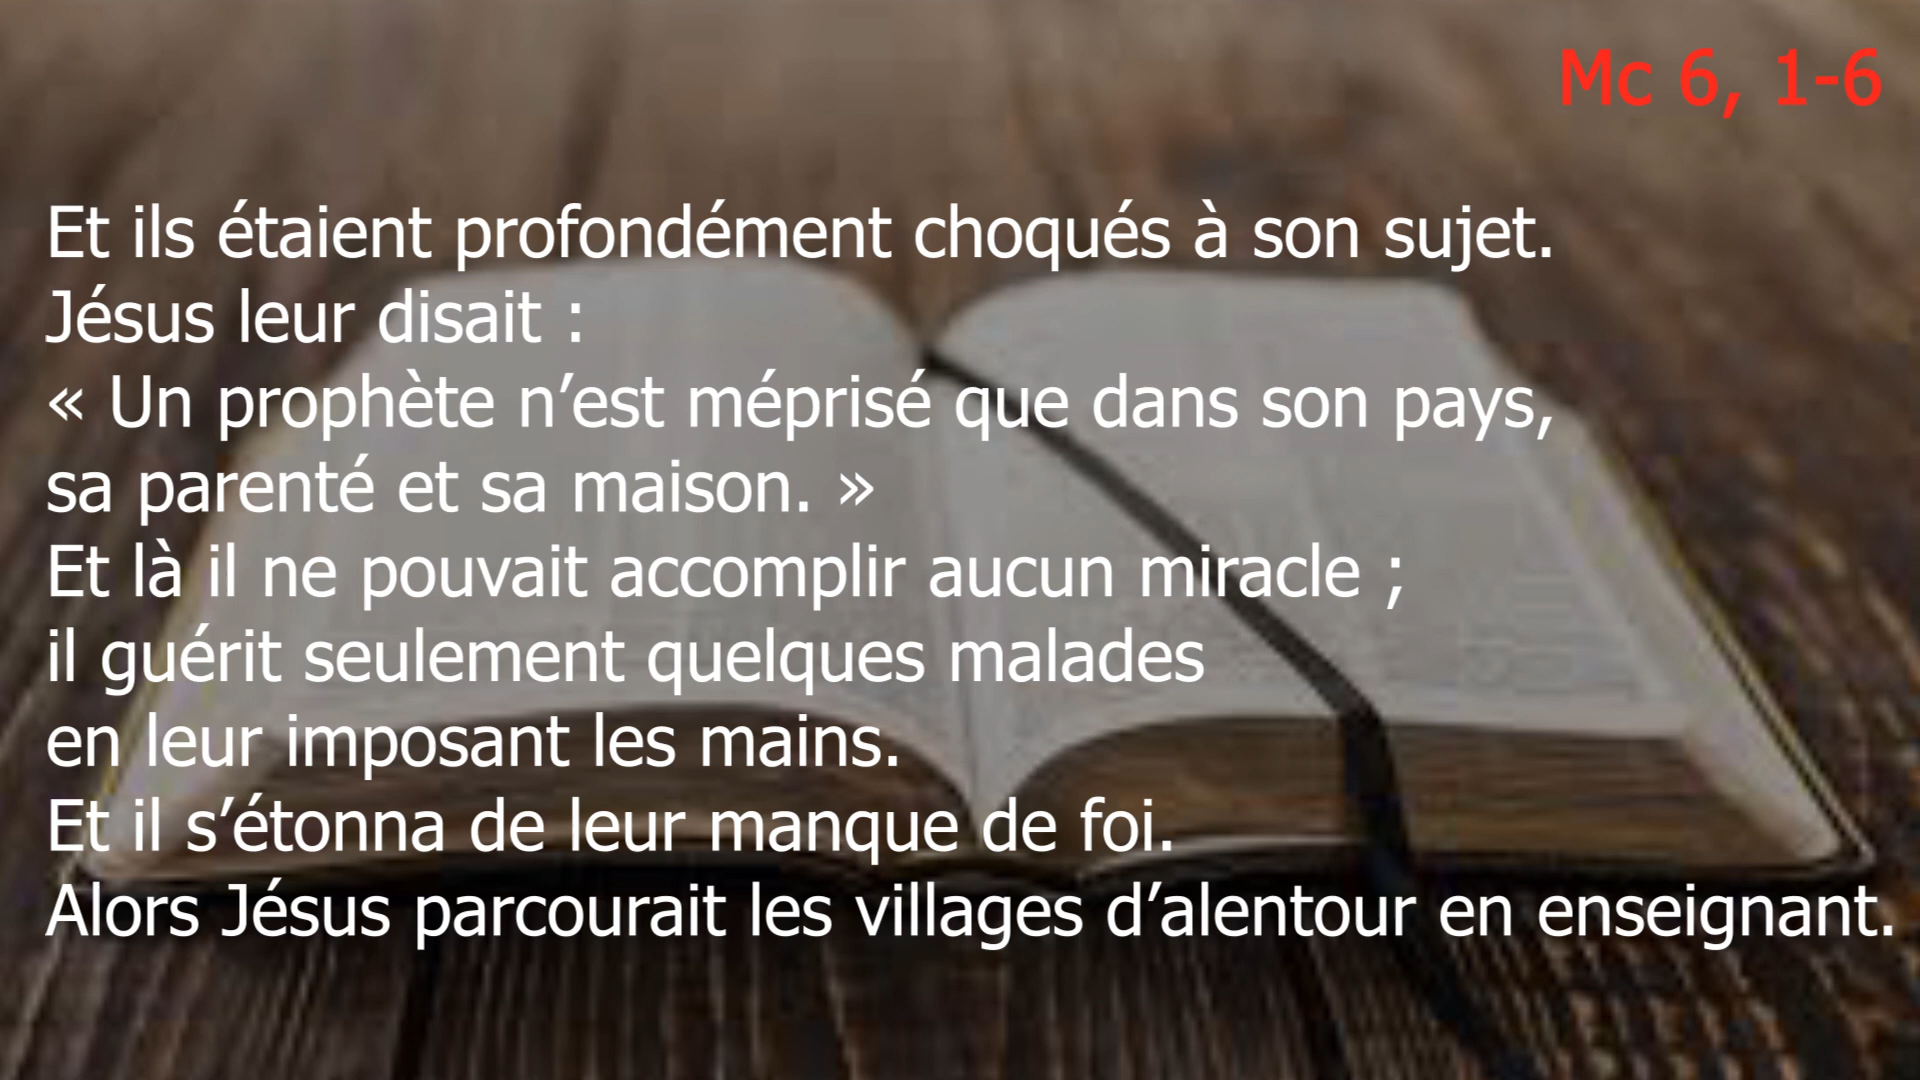 Mc 6, 1-6
Et ils étaient profondément choqués à son sujet.
Jésus leur disait :
« Un prophète n’est méprisé que dans son pays,
sa parenté et sa maison. »
Et là il ne pouvait accomplir aucun miracle ;
il guérit seulement quelques malades
en leur imposant les mains.
Et il s’étonna de leur manque de foi.
Alors Jésus parcourait les villages d’alentour en enseignant.